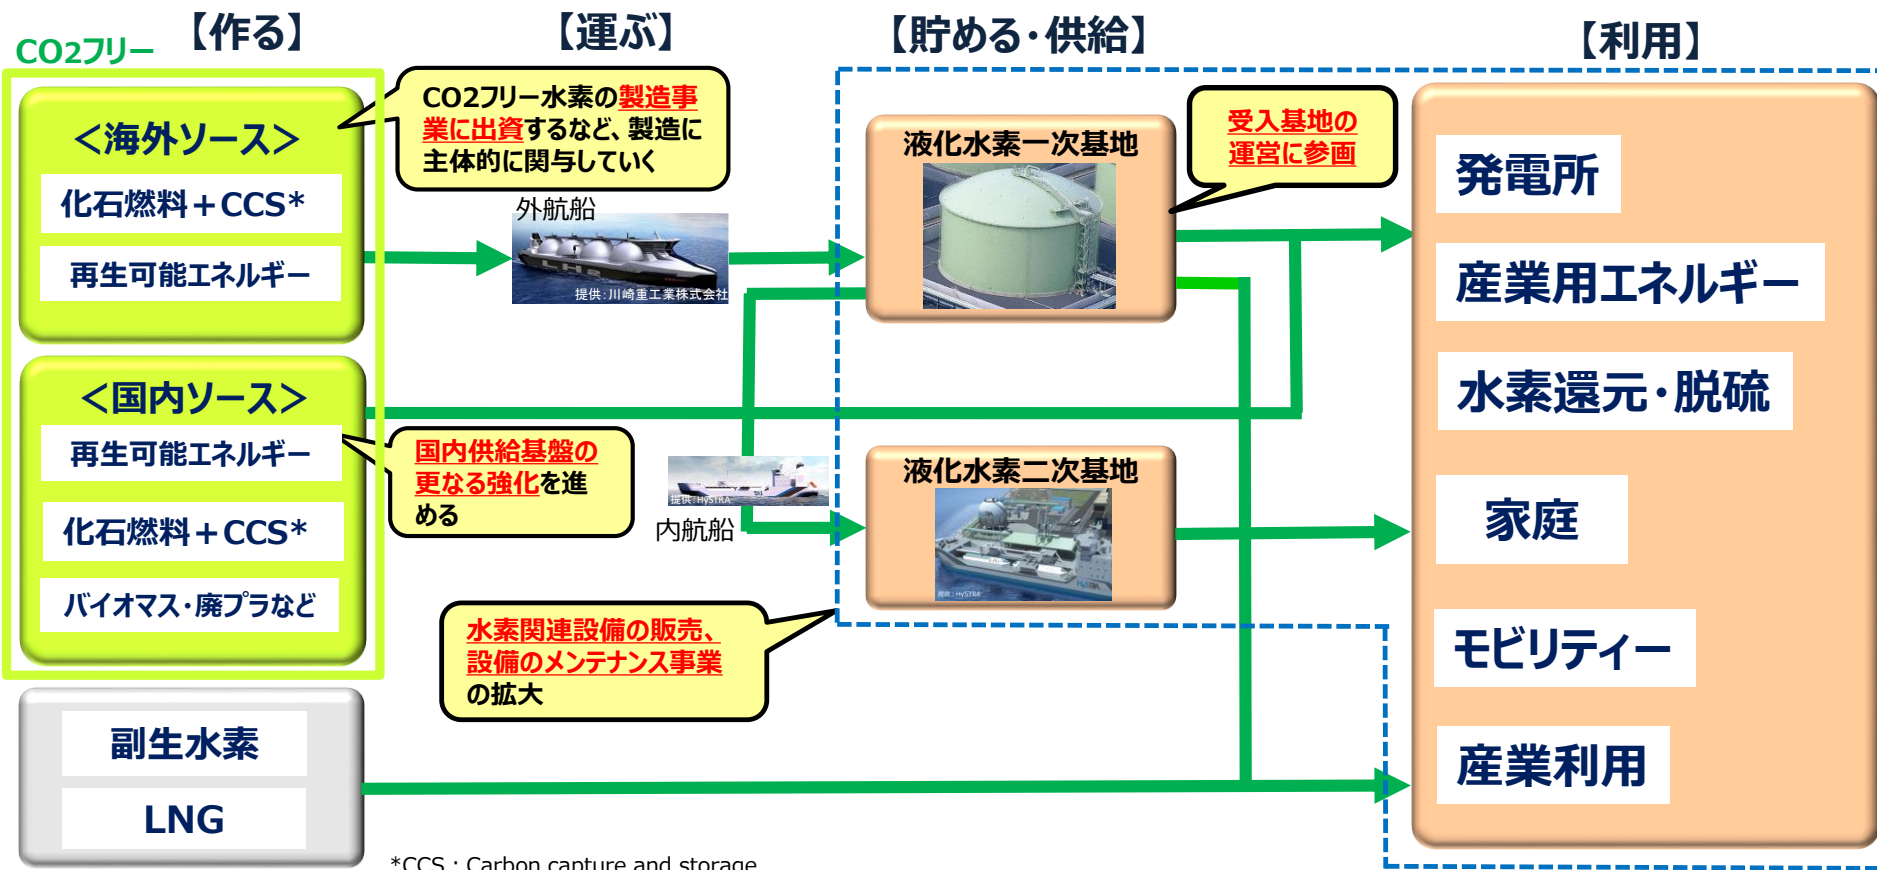 【作る】
【運ぶ】
【貯める・供給】
【利用】
CO2フリー
＜海外ソース＞
化石燃料＋CCS*
再生可能エネルギー
CO2フリー水素の製造事
業に出資するなど、製造に
主体的に関与していく
外航船
提供：川崎重工業株式会社
液化水素一次基地
受入基地の
運営に参画
＜国内ソース＞
再生可能エネルギー
化石燃料＋CCS*
バイオマス・廃プラなど
国内供給基盤の
更なる強化を進
める
提供：HySTRA
内航船
液化水素二次基地
提供：HySTRA
水素関連設備の販売、
設備のメンテナンス事業
の拡大
副生水素
LNG
発電所
産業用エネルギー
水素還元・脱硫
家庭
モビリティー
産業利用
*CCS：Carbon capture and storage